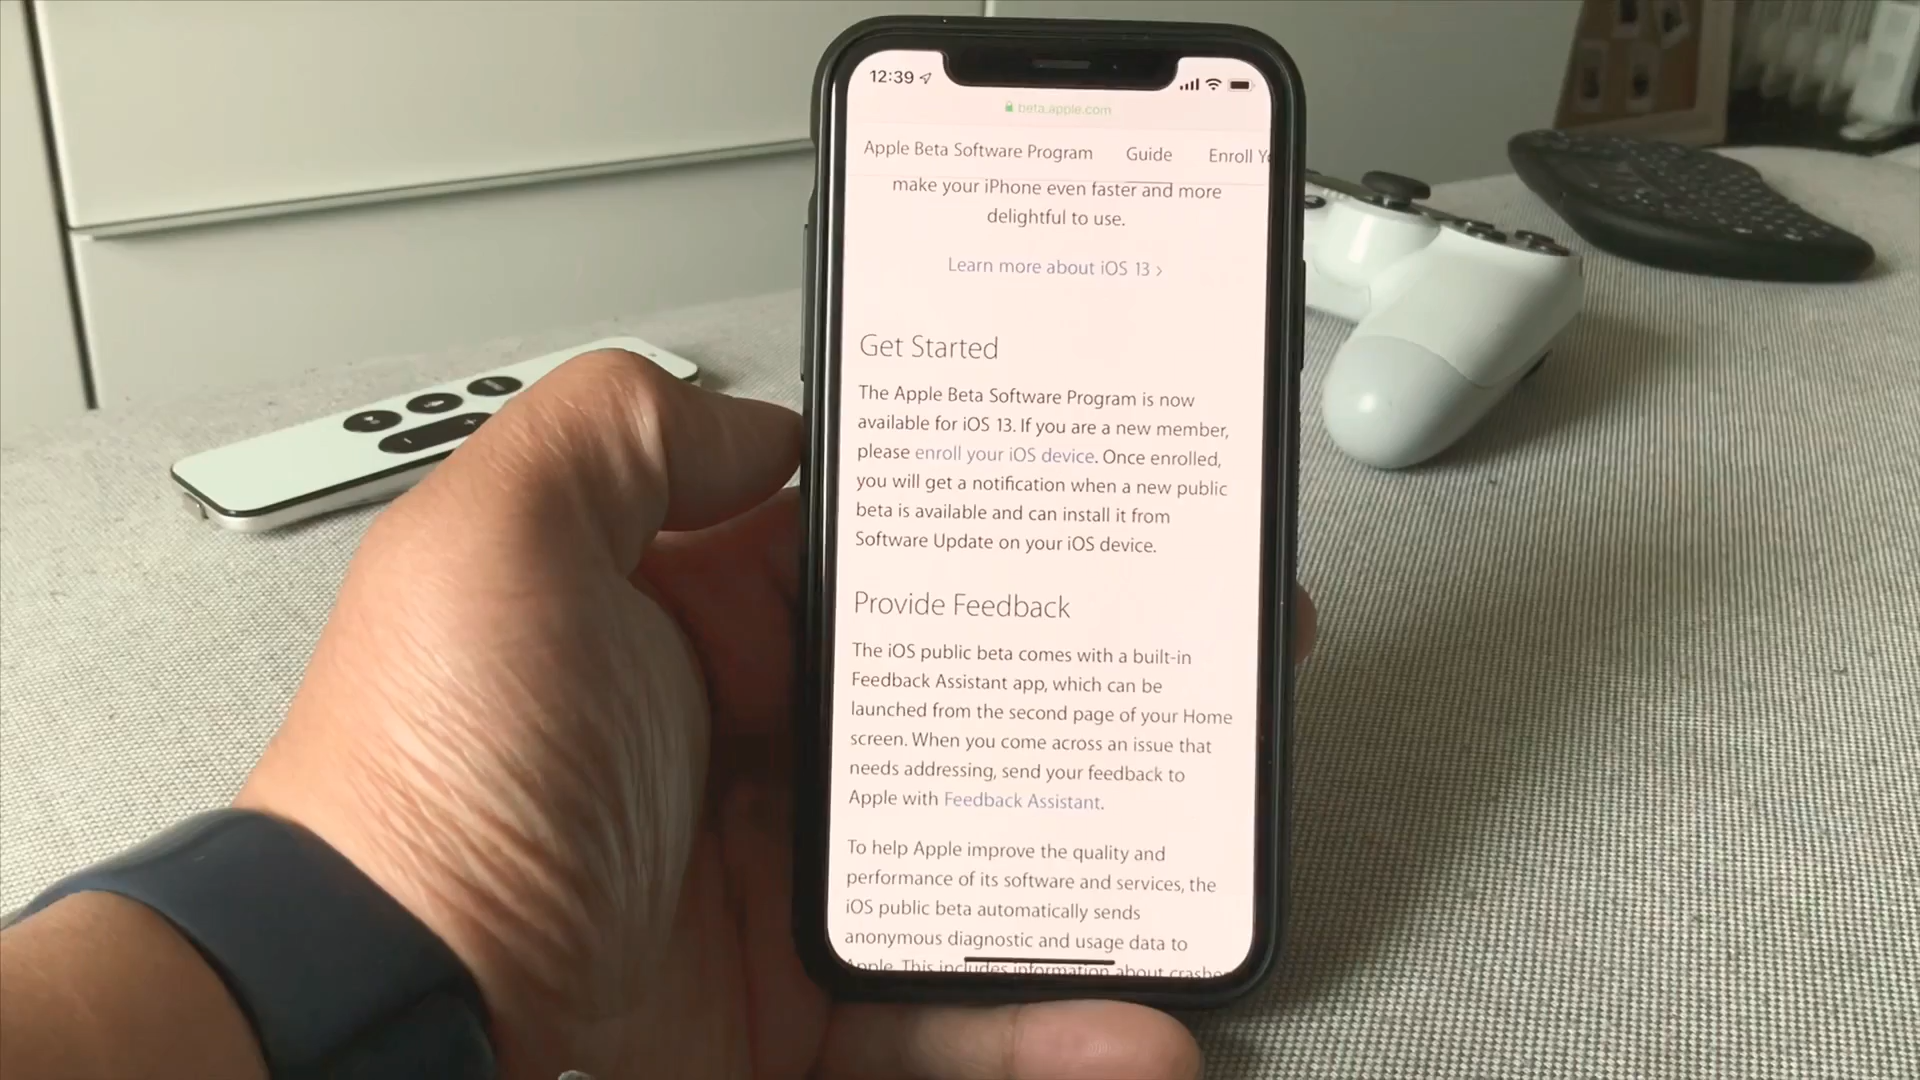 12:39
beta.apple.com
Apple Beta Software Program Guide Enroll
make your iPhone even faster and more
delightful to use.
Learn more about iOS 13 >
Get Started
The Apple Beta Software Program is now
available for iOS 13. If you are a new member,
please enroll your iOS device. Once enrolled,
you will get a notification when a new public
beta is available and can install it from
Software Update on your iOS device.
Provide Feedback
The iOS public beta comes with a built-in
Feedback Assistant app, which can be
launched from the second page of your Home
screen. When you come across an issue that
needs addressing, send your feedback to
Apple with Feedback Assistant.
To help Apple improve the quality and
performance of its software and services, the
iOS public beta automatically sends
anonymous diagnostic and usage data to
Apple. This includes information about crashes